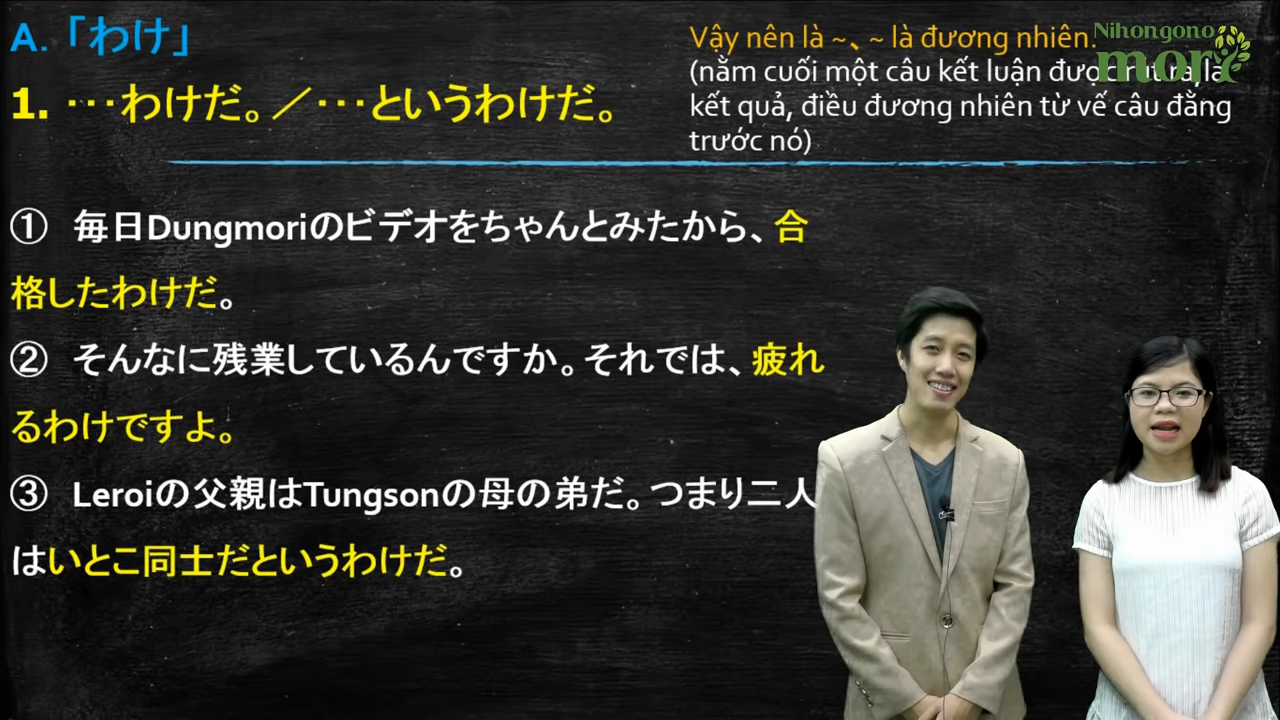 A. 「わけ」
1. ･･･わけだ。／･･･というわけだ。
Vậy nên là ~、~ là đương nhiên.
(nằm cuối một câu kết luận được rút ra, là
kết quả, điều đương nhiên từ vế câu đằng
trước nó)
Nihongono
mori
① 毎日Dungmoriのビデオをちゃんとみたから、合
格したわけだ。
② そんなに残業しているんですか。それでは、疲れ
るわけですよ。
③ Leroiの父親はTungsonの母の弟だ。つまり二人
はいとこ同士だというわけだ。